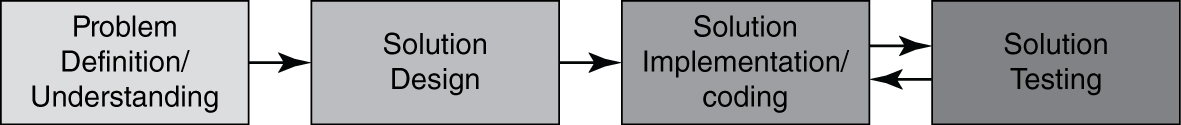 Problem
Definition/
Understanding
Solution
Design
Solution
Implementation/
coding
Solution
Testing